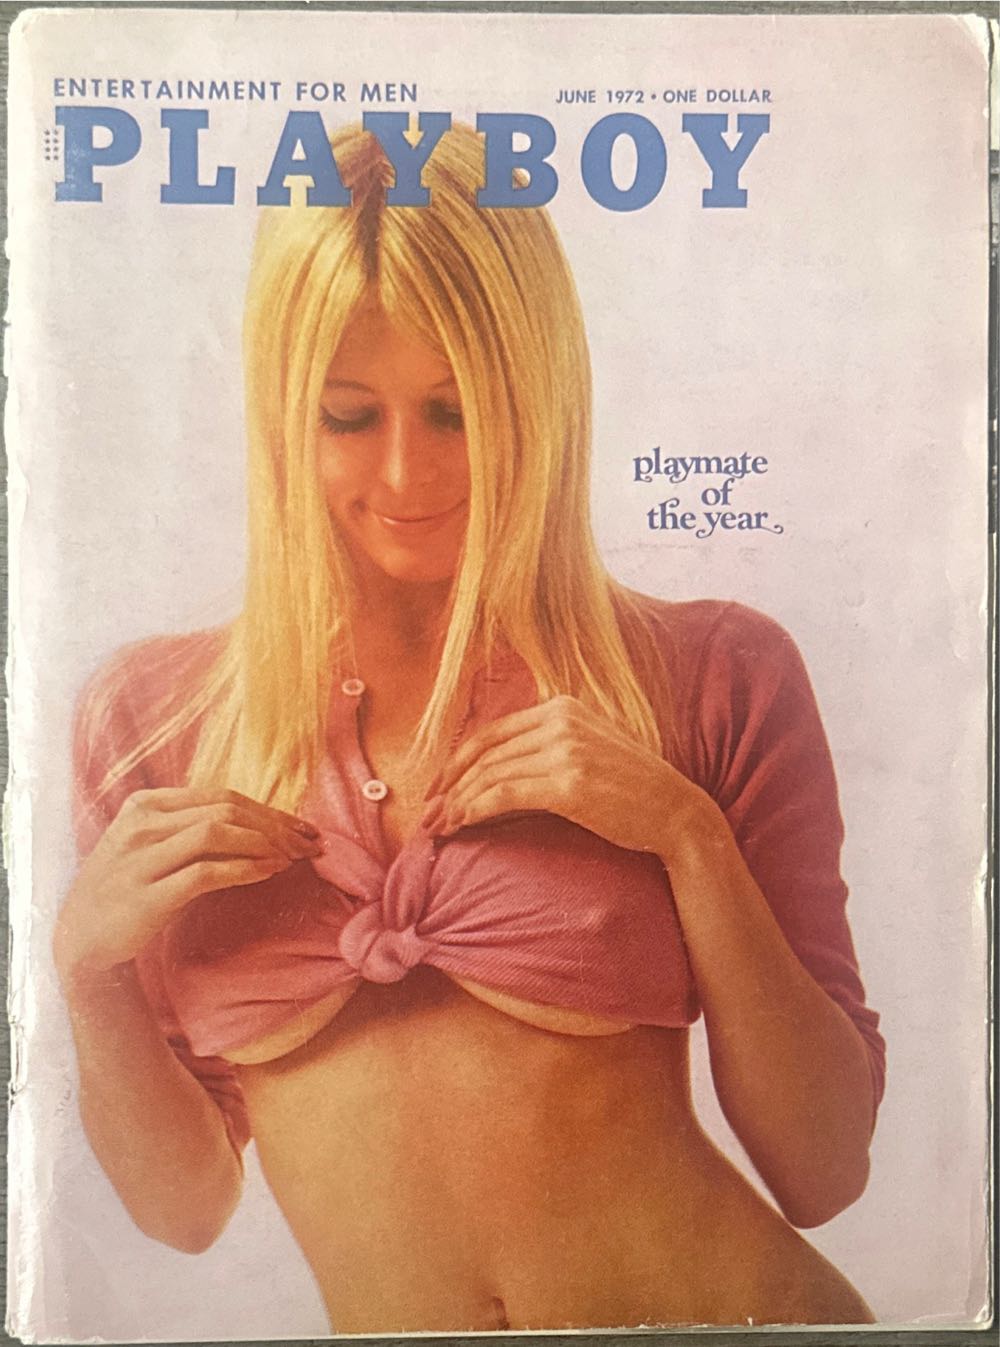 ENTERTAINMENT FOR MEN
JUNE 1972 • ONE DOLLAR
PLAYBOY
playmate
of
the year